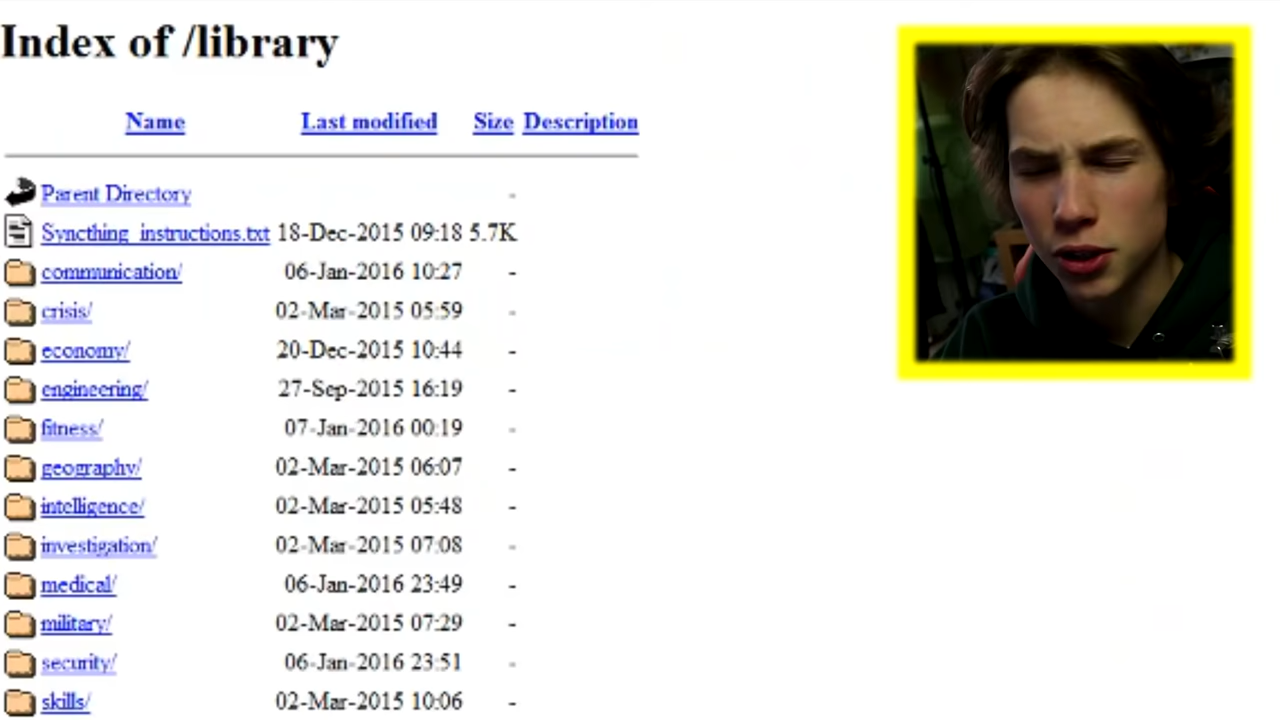 Index of /library
Name Last modified Size Description
Parent Directory -
Syncthing_instructions.txt 18-Dec-2015 09:18 5.7K
communication/ 06-Jan-2016 10:27 -
crisis/ 02-Mar-2015 05:59 -
economy/ 20-Dec-2015 10:44 -
engineering/ 27-Sep-2015 16:19 -
fitness/ 07-Jan-2016 00:19 -
geography/ 02-Mar-2015 06:07 -
intelligence/ 02-Mar-2015 05:48 -
investigation/ 02-Mar-2015 07:08 -
medical/ 06-Jan-2016 23:49 -
military/ 02-Mar-2015 07:29 -
security/ 06-Jan-2016 23:51 -
skills/ 02-Mar-2015 10:06 -